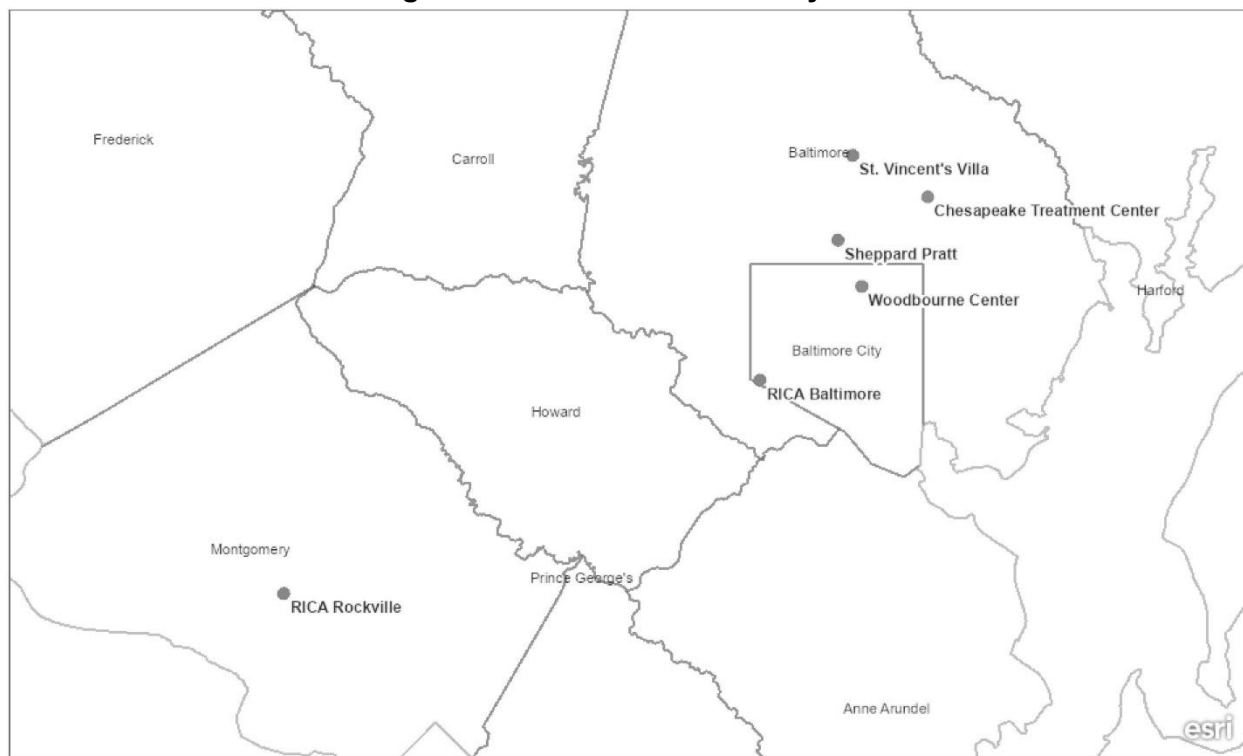 Frederick
Carroll
Baltimore
St. Vincent's Villa
Chesapeake Treatment Center
Sheppard Pratt
Woodbourne Center
Harford
Baltimore City
RICA Baltimore
Howard
Montgomery
Prince George's
RICA Rockville
Anne Arundel
esri